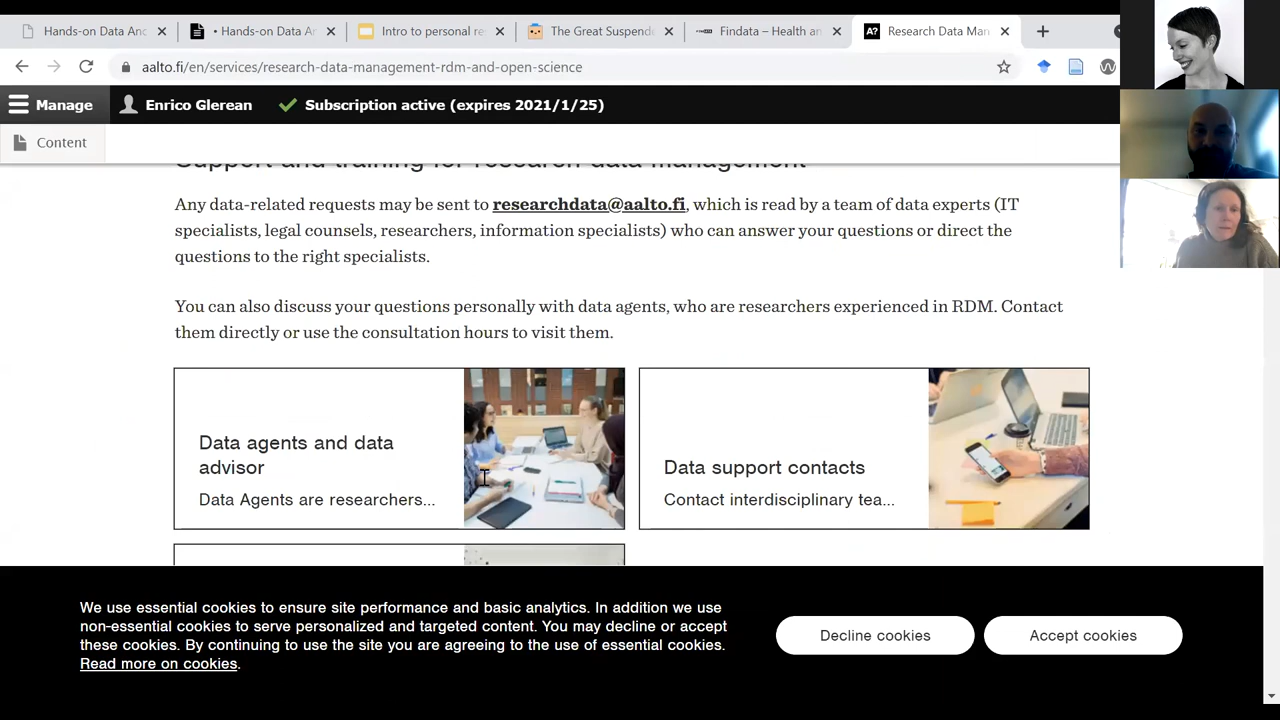 Hands-on Data Anc
• Hands-on Data Ar
Intro to personal re
The Great Suspende
Findata – Health an
A? Research Data Man
aalto.fi/en/services/research-data-management-rdm-and-open-science
Manage Enrico Glerean Subscription active (expires 2021/1/25)
Content
Support and training for research data management
Any data-related requests may be sent to researchdata@aalto.fi, which is read by a team of data experts (IT
specialists, legal counsels, researchers, information specialists) who can answer your questions or direct the
questions to the right specialists.
You can also discuss your questions personally with data agents, who are researchers experienced in RDM. Contact
them directly or use the consultation hours to visit them.
Data agents and data
advisor
Data Agents are researchers...
Data support contacts
Contact interdisciplinary tea...
We use essential cookies to ensure site performance and basic analytics. In addition we use
non-essential cookies to serve personalized and targeted content. You may decline or accept
these cookies. By continuing to use the site you are agreeing to the use of essential cookies.
Read more on cookies.
Decline cookies
Accept cookies